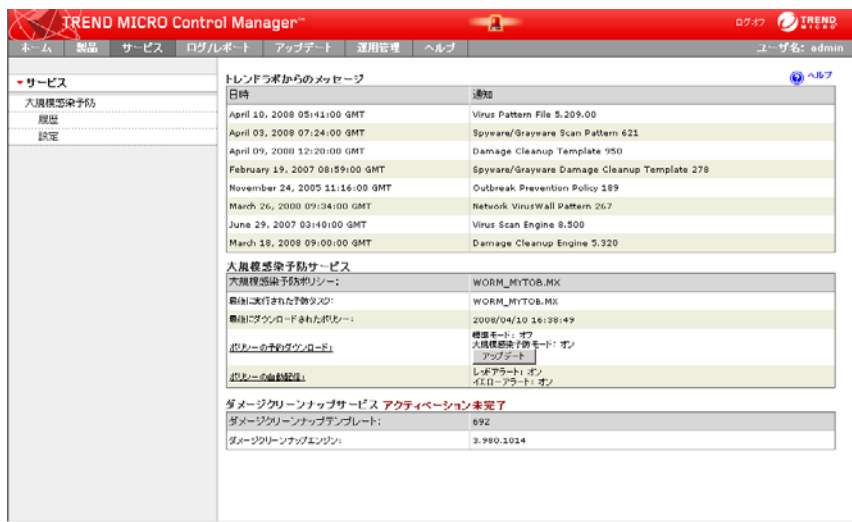 TREND MICRO Control Manager™
ログオフ
TREND MICRO
ホーム 製品 サービス ログ/レポート アップデート 運用管理 ヘルプ
ユーザ名: admin
サービス
大規模感染予防
履歴
設定
トレンドラボからのメッセージ
ヘルプ
日時 通知
April 10, 2008 05:41:00 GMT Virus Pattern File 5.209.00
April 03, 2008 07:24:00 GMT Spyware/Grayware Scan Pattern 621
April 09, 2008 12:20:00 GMT Damage Cleanup Template 950
February 19, 2007 08:59:00 GMT Spyware/Grayware Damage Cleanup Template 278
November 24, 2005 11:16:00 GMT Outbreak Prevention Policy 189
March 26, 2008 09:34:00 GMT Network VirusWall Pattern 267
June 29, 2007 03:40:00 GMT Virus Scan Engine 8.500
March 18, 2008 09:00:00 GMT Damage Cleanup Engine 5.320
大規模感染予防サービス
大規模感染予防ポリシー: WORM_MYTOB.MX
最後に実行された予防タスク: WORM_MYTOB.MX
最後にダウンロードされたポリシー: 2008/04/10 16:38:49
ポリシーの予約ダウンロード: 標準モード: オフ
大規模感染予防モード: オン
アップデート
ポリシーの自動配信: レッドアラート: オン
イエローアラート: オン
ダメージクリーンナップサービス アクティベーション未完了
ダメージクリーンナップテンプレート: 692
ダメージクリーンナップエンジン: 3.980.1014